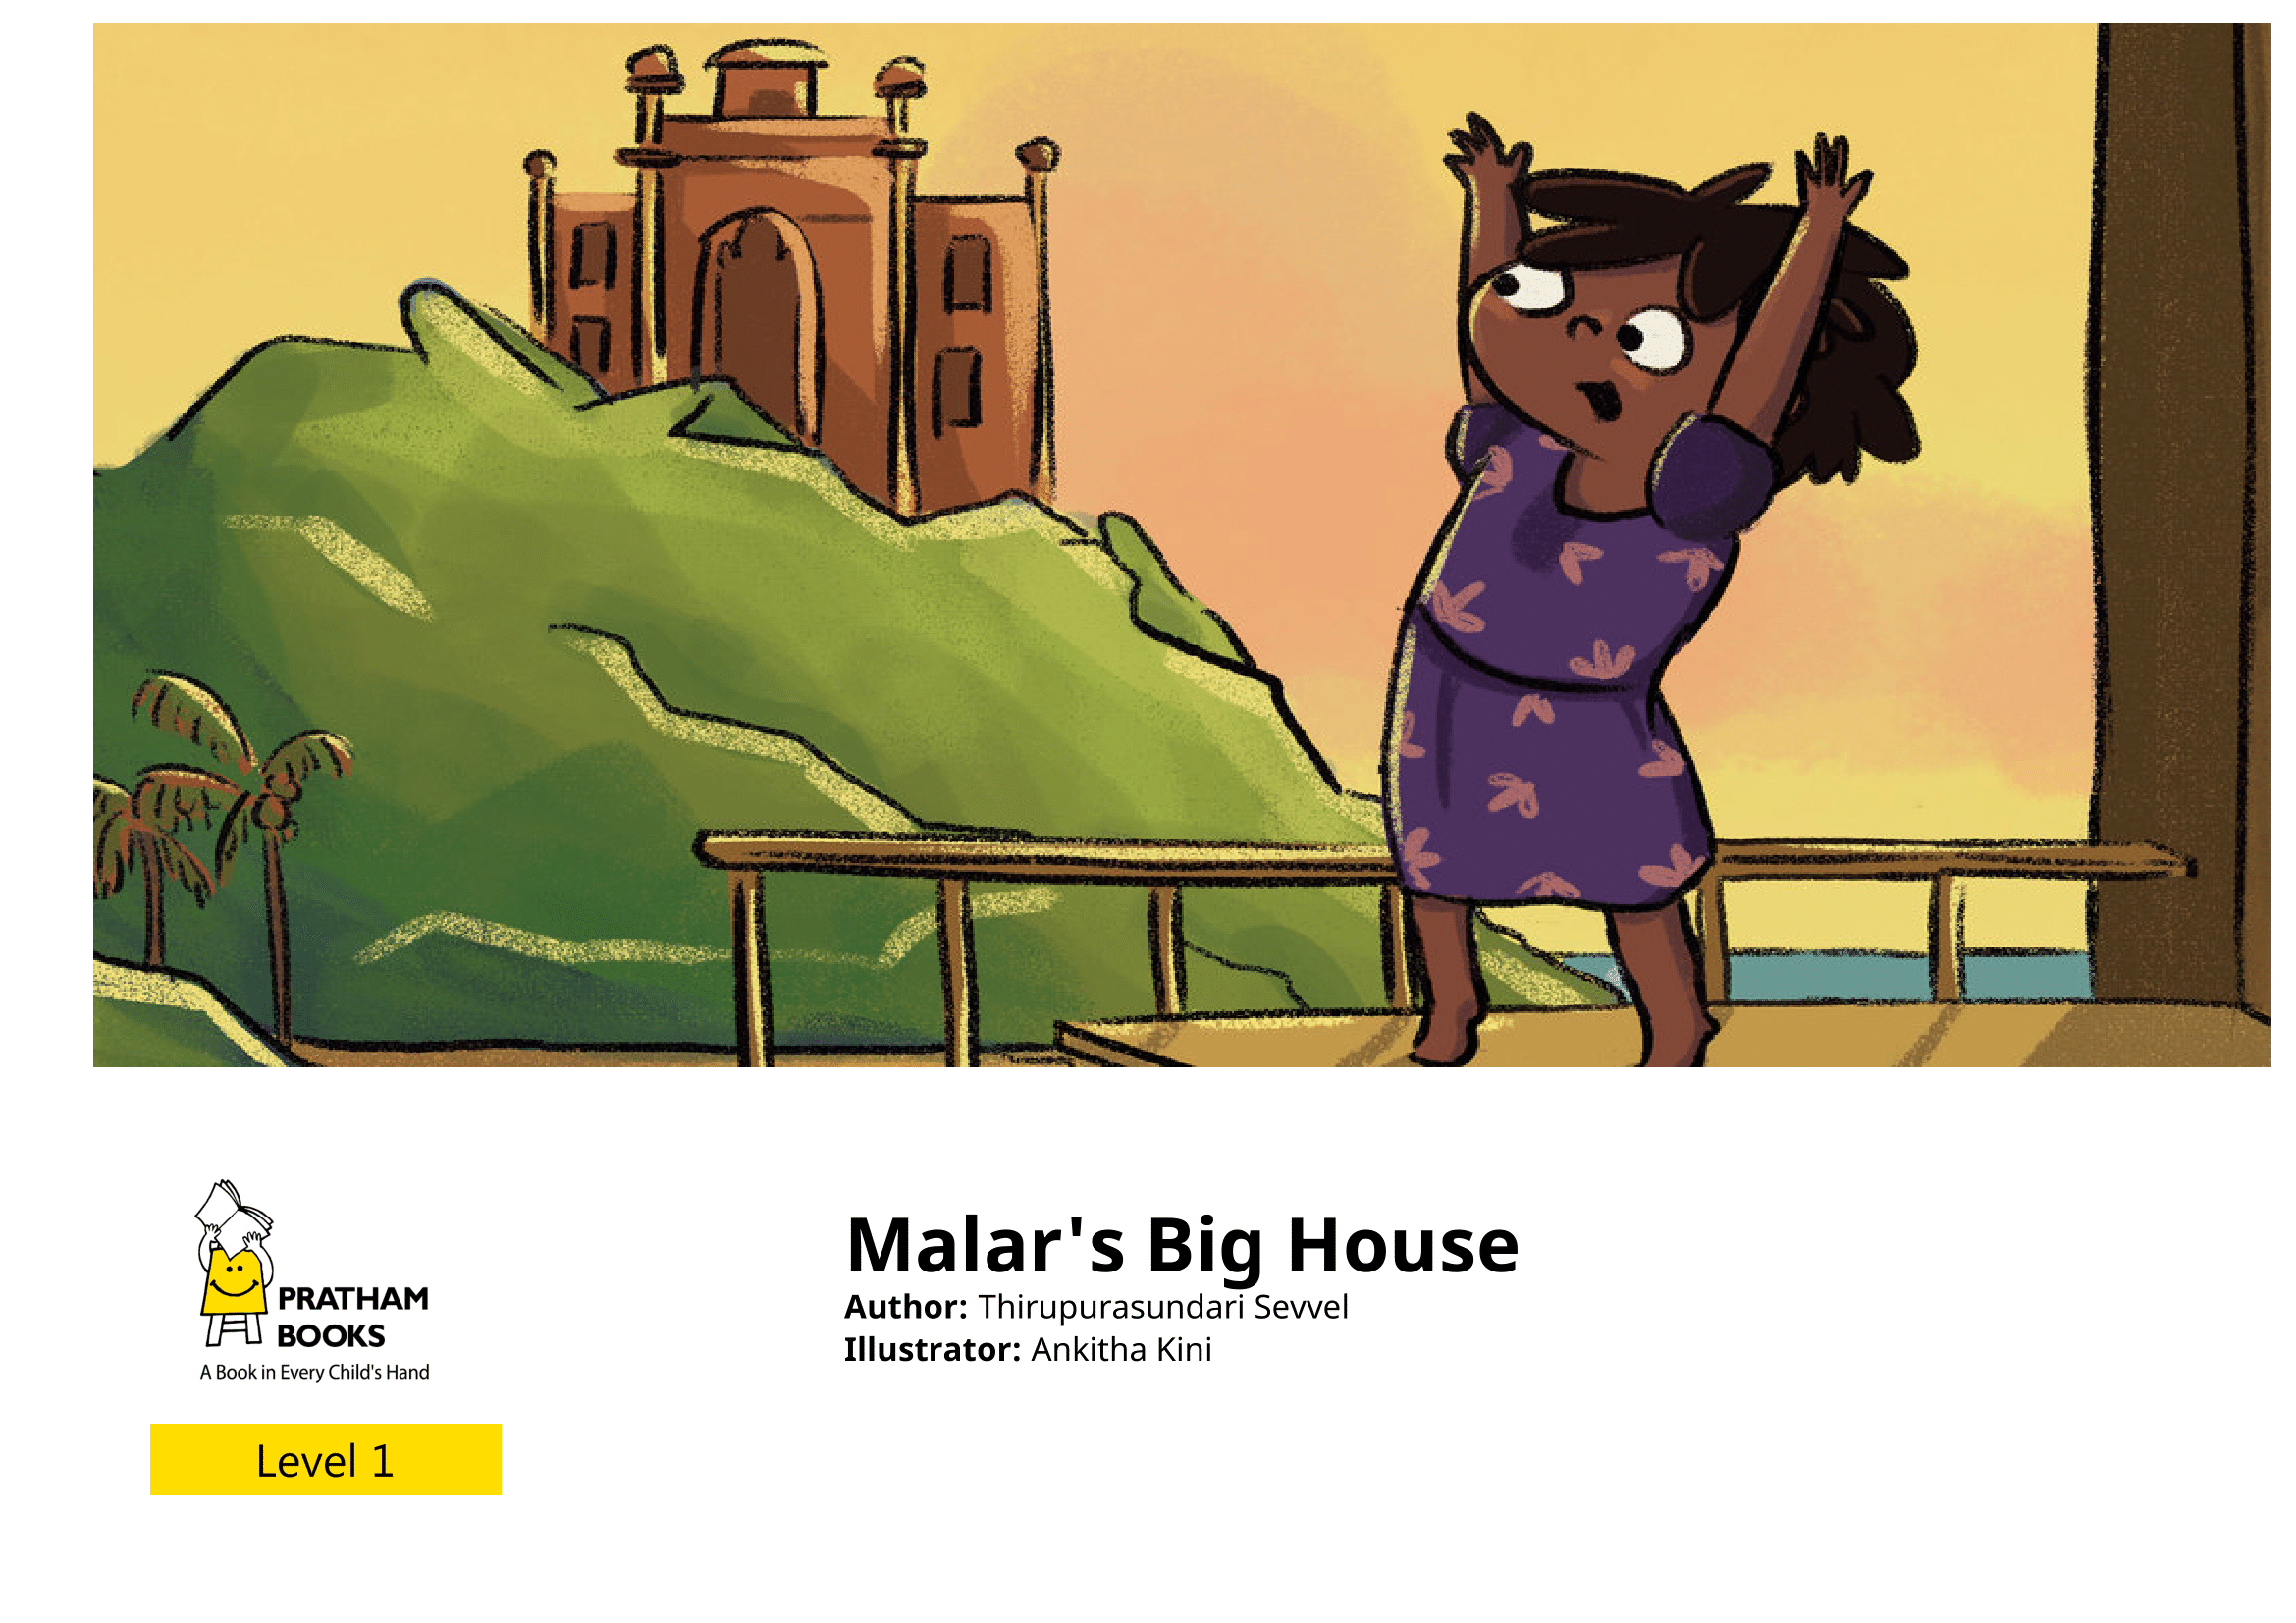 PRATHAM
BOOKS
A Book in Every Child's Hand
Level 1
Malar's Big House
Author: Thirupurasundari Sevvel
Illustrator: Ankitha Kini